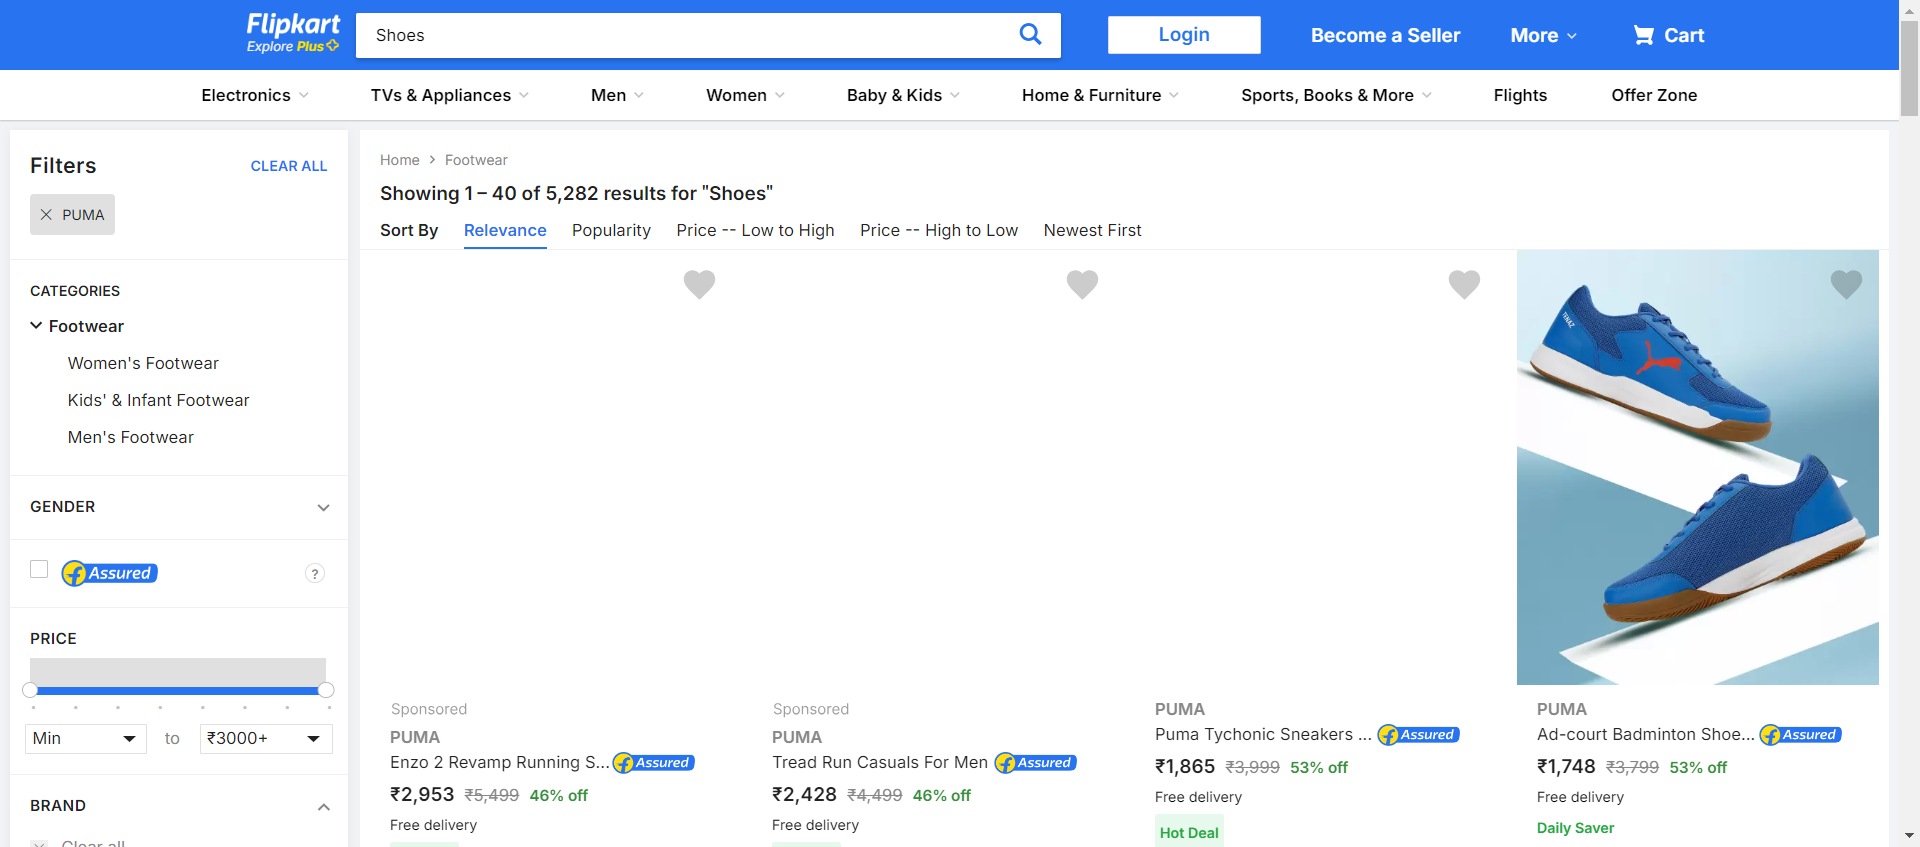 Flipkart
Explore Plus
Shoes
Login
Become a Seller
More
Cart
Electronics
TVs & Appliances
Men
Women
Baby & Kids
Home & Furniture
Sports, Books & More
Flights
Offer Zone
Filters
CLEAR ALL
PUMA
CATEGORIES
Footwear
Women's Footwear
Kids' & Infant Footwear
Men's Footwear
GENDER
Assured
?
PRICE
Min
to
₹3000+
BRAND
Clear all
Home
Footwear
Showing 1 – 40 of 5,282 results for "Shoes"
Sort By
Relevance
Popularity
Price -- Low to High
Price -- High to Low
Newest First
Sponsored
PUMA
Enzo 2 Revamp Running S...
Assured
₹2,953 ₹5,499 46% off
Free delivery
Sponsored
PUMA
Tread Run Casuals For Men
Assured
₹2,428 ₹4,499 46% off
Free delivery
PUMA
Puma Tychonic Sneakers ...
Assured
₹1,865 ₹3,999 53% off
Free delivery
Hot Deal
TENAZ
PUMA
Ad-court Badminton Shoe...
Assured
₹1,748 ₹3,799 53% off
Free delivery
Daily Saver